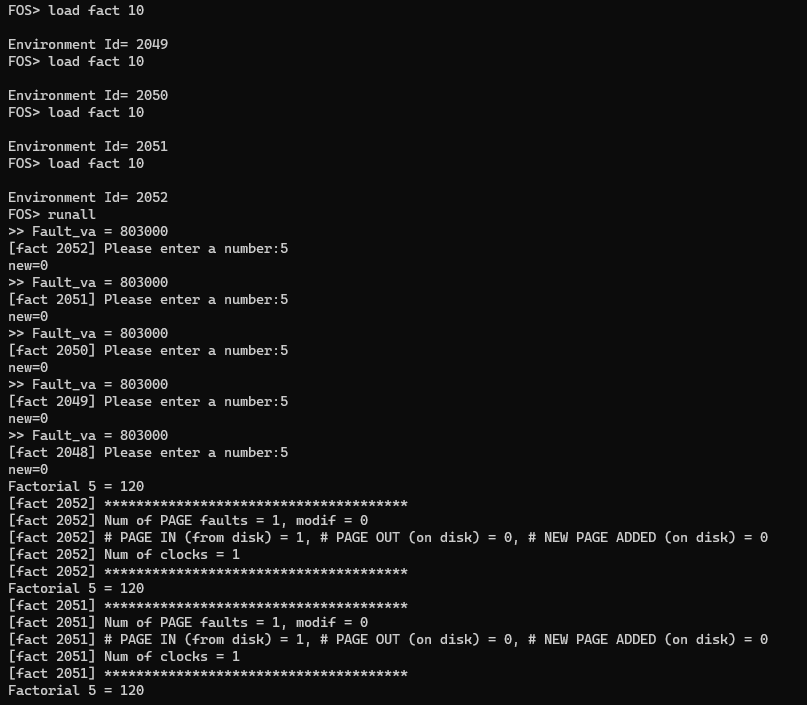 FOS> load fact 10
Environment Id= 2049
FOS> load fact 10
Environment Id= 2050
FOS> load fact 10
Environment Id= 2051
FOS> load fact 10
Environment Id= 2052
FOS> runall
>> Fault_va = 803000
[fact 2052] Please enter a number:5
new=0
>> Fault_va = 803000
[fact 2051] Please enter a number:5
new=0
>> Fault_va = 803000
[fact 2050] Please enter a number:5
new=0
>> Fault_va = 803000
[fact 2049] Please enter a number:5
new=0
>> Fault_va = 803000
[fact 2048] Please enter a number:5
new=0
Factorial 5 = 120
[fact 2052] **************************************
[fact 2052] Num of PAGE faults = 1, modif = 0
[fact 2052] # PAGE IN (from disk) = 1, # PAGE OUT (on disk) = 0, # NEW PAGE ADDED (on disk) = 0
[fact 2052] Num of clocks = 1
[fact 2052] **************************************
Factorial 5 = 120
[fact 2051] **************************************
[fact 2051] Num of PAGE faults = 1, modif = 0
[fact 2051] # PAGE IN (from disk) = 1, # PAGE OUT (on disk) = 0, # NEW PAGE ADDED (on disk) = 0
[fact 2051] Num of clocks = 1
[fact 2051] **************************************
Factorial 5 = 120